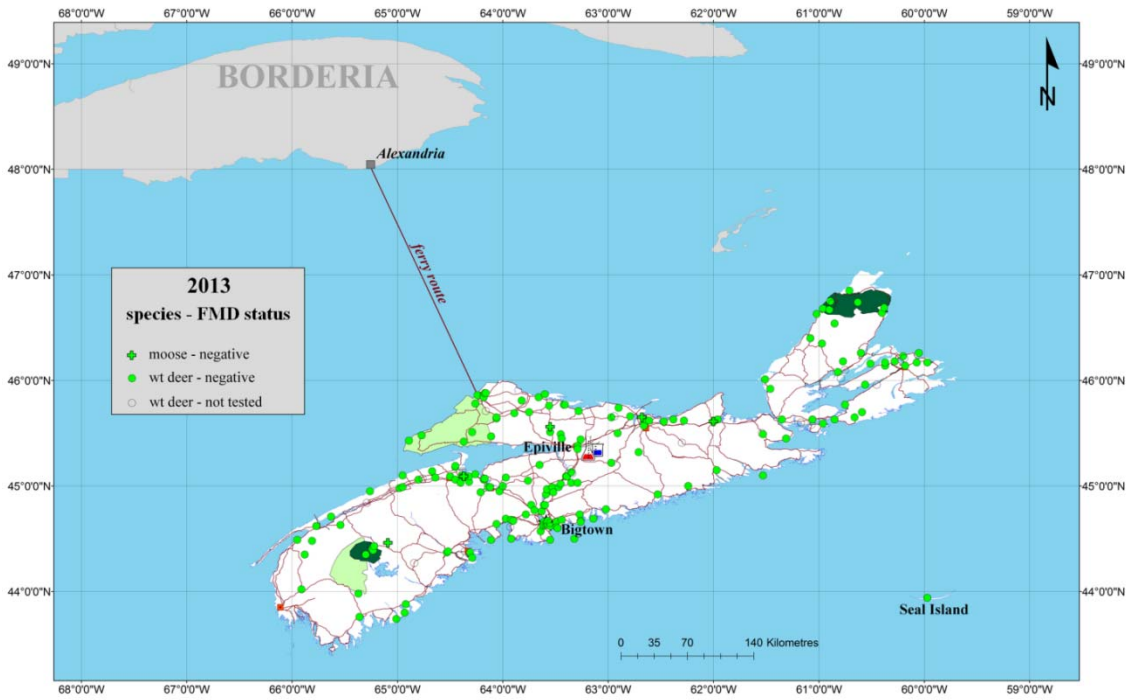 68°0'0"W 67°0'0"W 66°0'0"W 65°0'0"W 64°0'0"W 63°0'0"W 62°0'0"W 61°0'0"W 60°0'0"W 59°0'0"W
49°0'0"N 49°0'0"N
BORDERIA
N
Alexandria
48°0'0"N 48°0'0"N
ferry route
47°0'0"N 47°0'0"N
2013
species - FMD status
moose - negative
wt deer - negative
wt deer - not tested
46°0'0"N 46°0'0"N
Epiville
45°0'0"N 45°0'0"N
Bigtown
44°0'0"N 44°0'0"N
Seal Island
0 35 70 140 Kilometres
68°0'0"W 67°0'0"W 66°0'0"W 65°0'0"W 64°0'0"W 63°0'0"W 62°0'0"W 61°0'0"W 60°0'0"W 59°0'0"W